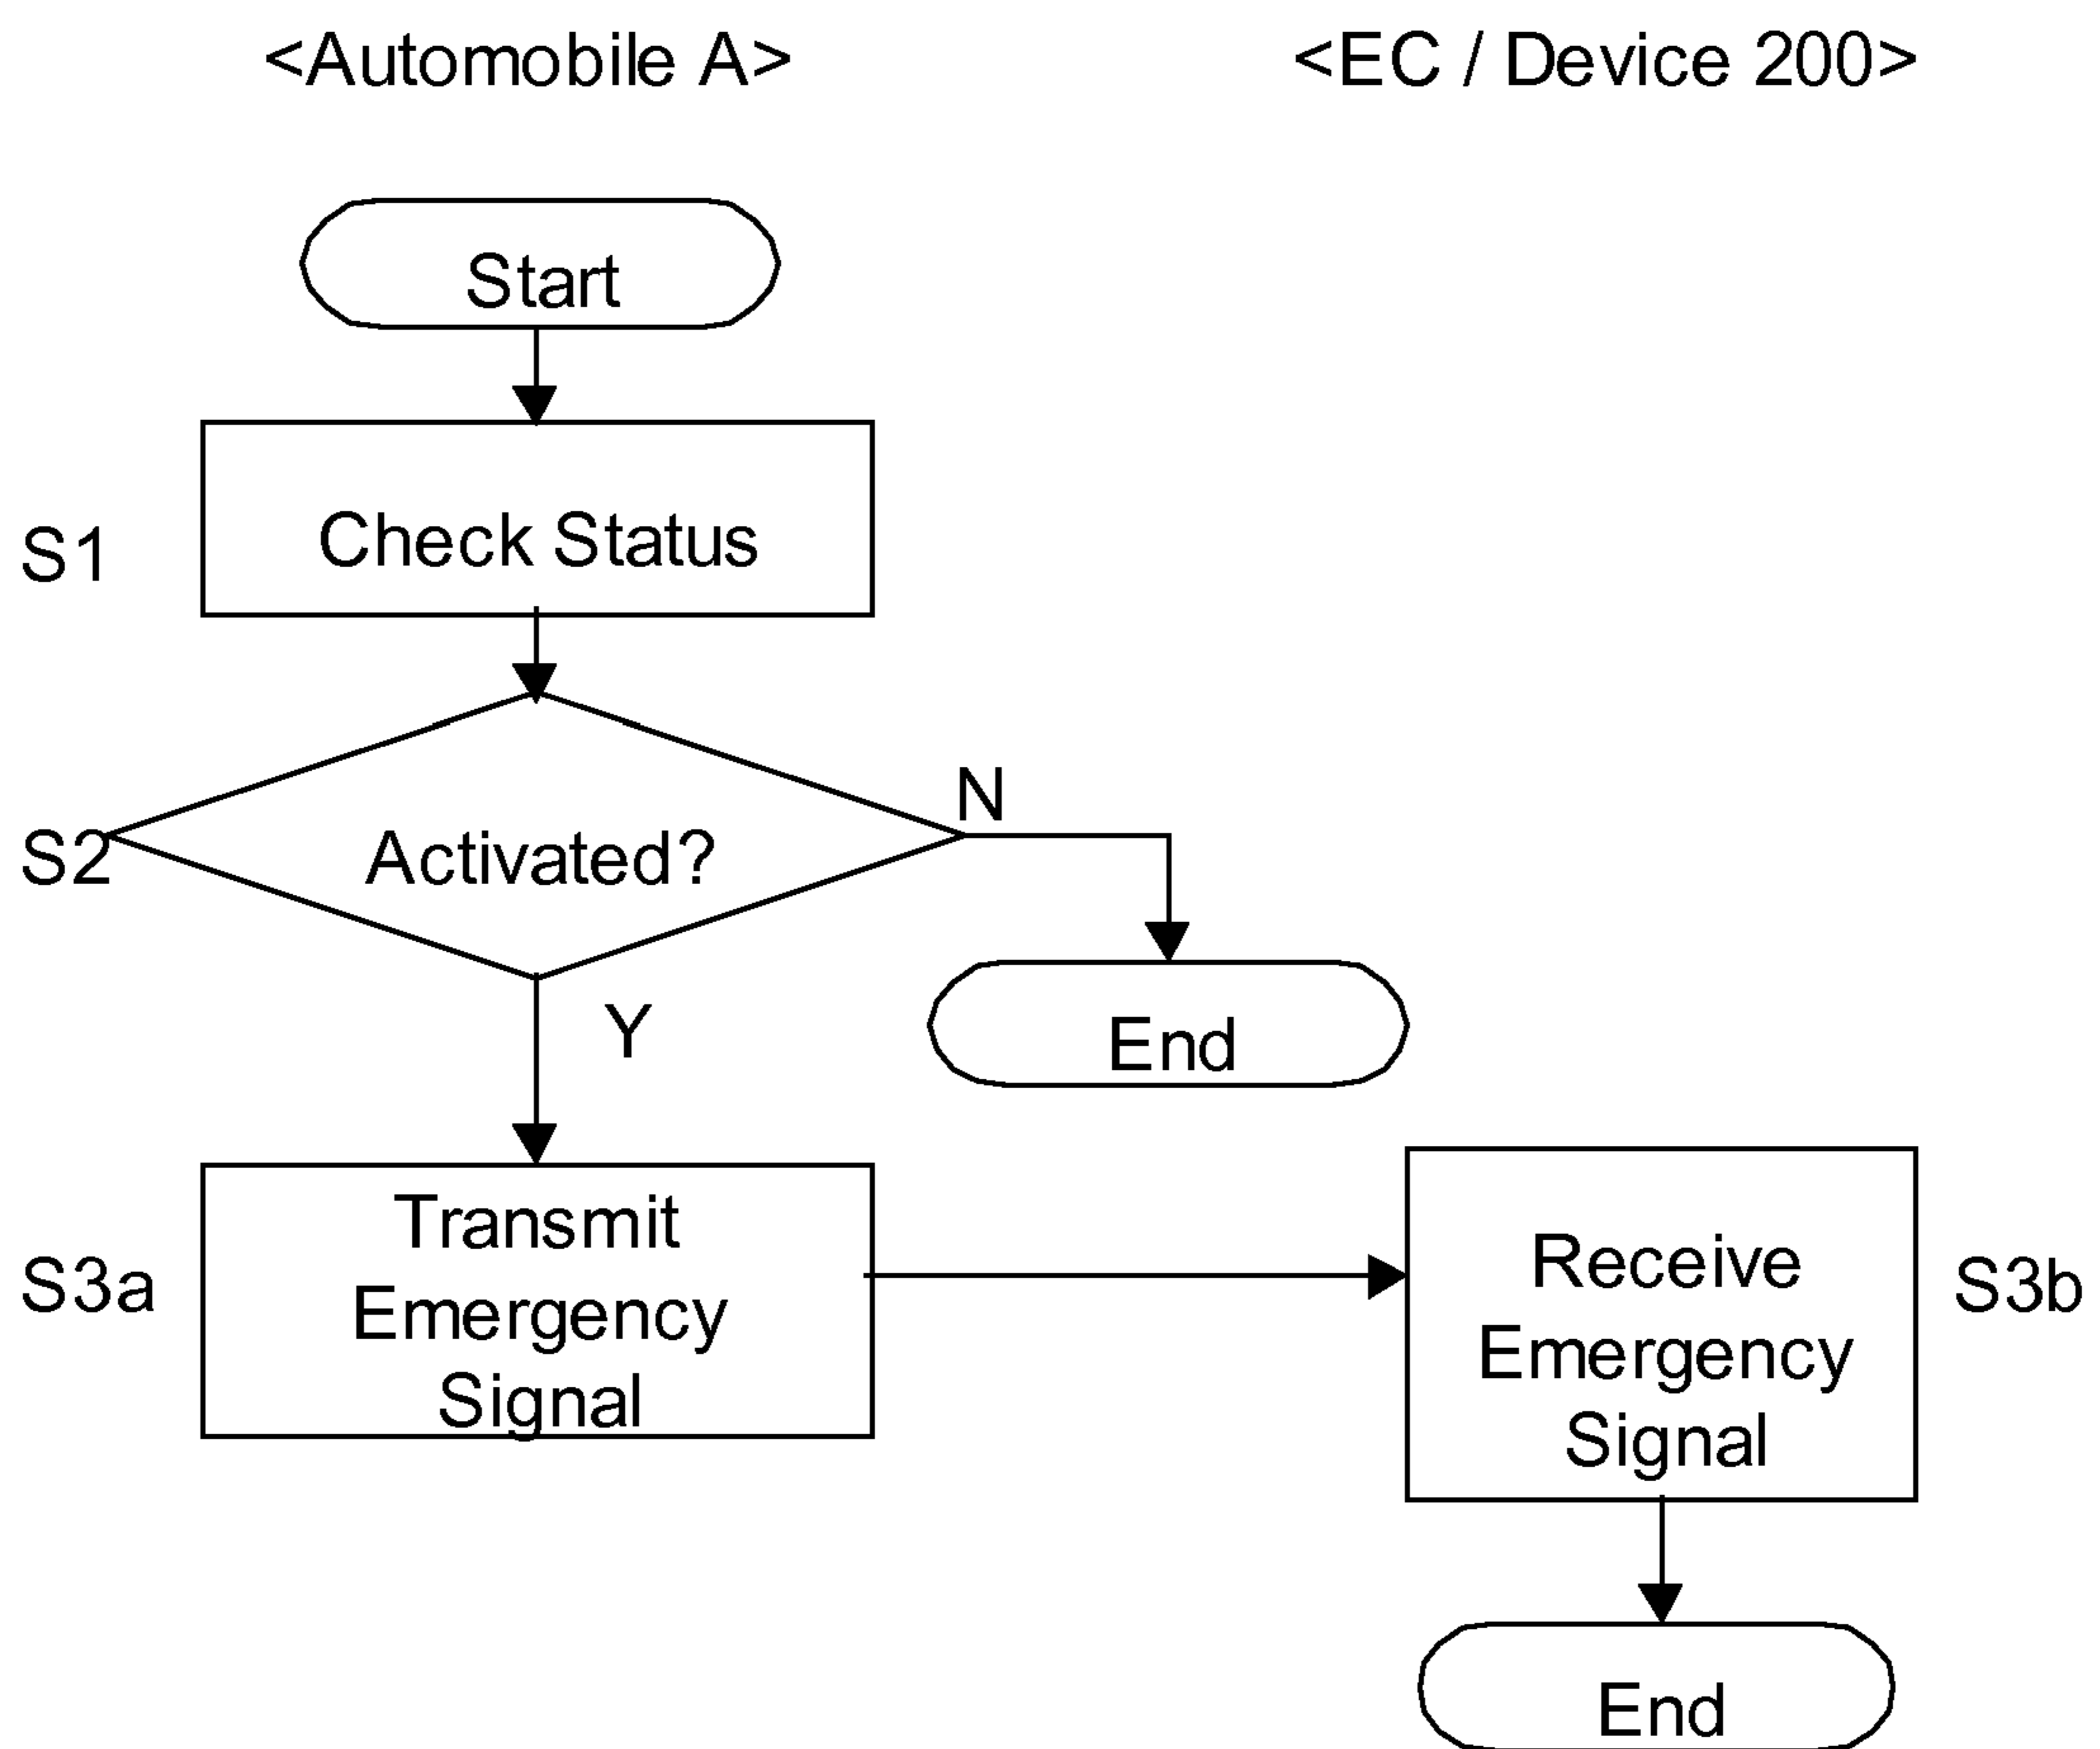 <Automobile A>
<EC / Device 200>
Start
S1
Check Status
S2
Activated?
N
Y
End
S3a
Transmit
Emergency
Signal
Receive
Emergency
Signal
S3b
End